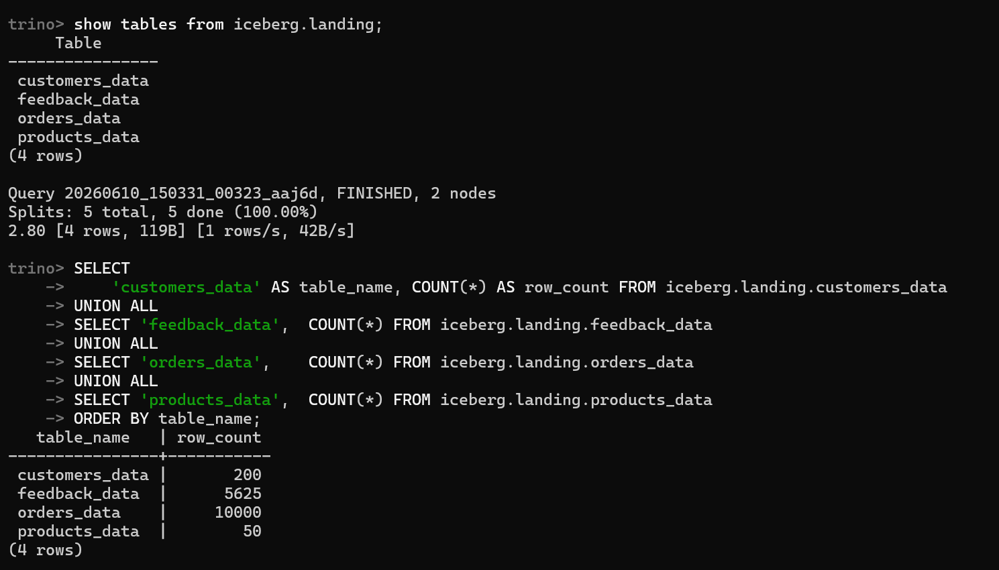 trino> show tables from iceberg.landing;
     Table
----------------
 customers_data
 feedback_data
 orders_data
 products_data
(4 rows)

Query 20260610_150331_00323_aaj6d, FINISHED, 2 nodes
Splits: 5 total, 5 done (100.00%)
2.80 [4 rows, 119B] [1 rows/s, 42B/s]

trino> SELECT
    ->     'customers_data' AS table_name, COUNT(*) AS row_count FROM iceberg.landing.customers_data
    -> UNION ALL
    -> SELECT 'feedback_data',  COUNT(*) FROM iceberg.landing.feedback_data
    -> UNION ALL
    -> SELECT 'orders_data',    COUNT(*) FROM iceberg.landing.orders_data
    -> UNION ALL
    -> SELECT 'products_data',  COUNT(*) FROM iceberg.landing.products_data
    -> ORDER BY table_name;
   table_name   | row_count
----------------+-----------
 customers_data |       200
 feedback_data  |      5625
 orders_data    |     10000
 products_data  |        50
(4 rows)